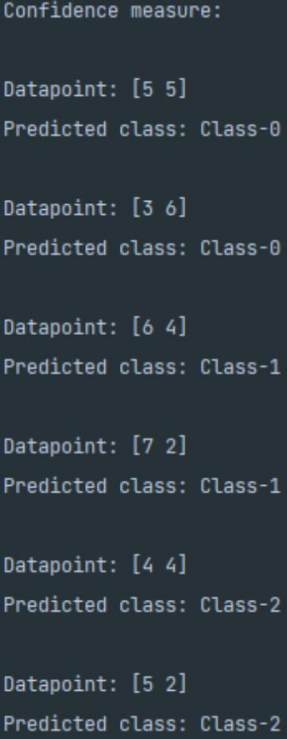 Confidence measure:
Datapoint: [5 5]
Predicted class: Class-0
Datapoint: [3 6]
Predicted class: Class-0
Datapoint: [6 4]
Predicted class: Class-1
Datapoint: [7 2]
Predicted class: Class-1
Datapoint: [4 4]
Predicted class: Class-2
Datapoint: [5 2]
Predicted class: Class-2